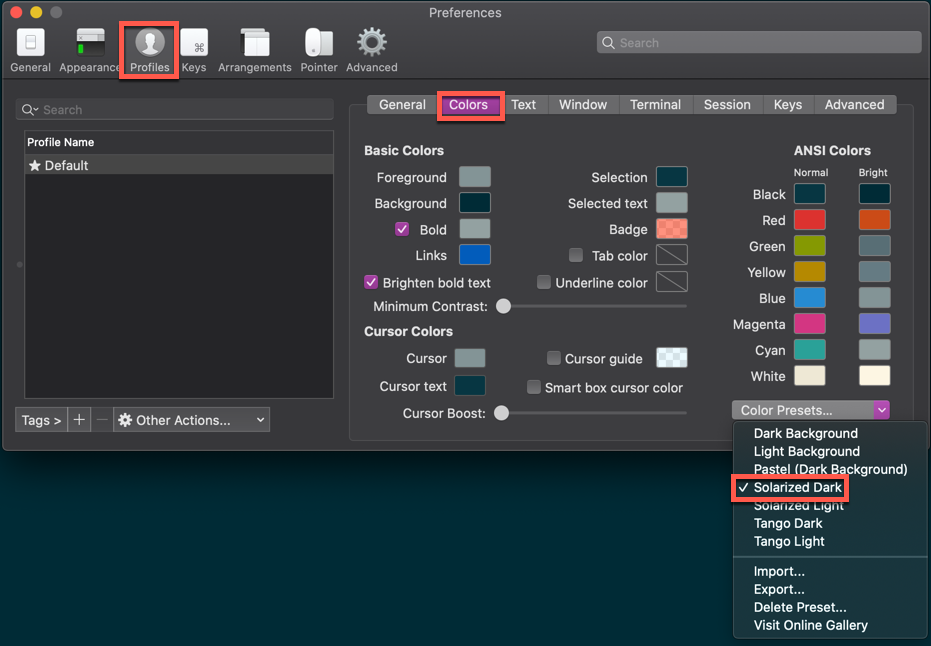 Preferences
General Appearance Profiles Keys Arrangements Pointer Advanced
Search
Search
Profile Name
Default
Tags >
Other Actions...
General Colors Text Window Terminal Session Keys Advanced
Basic Colors
Foreground
Background
Bold
Links
Brighten bold text
Minimum Contrast:
Selection
Selected text
Badge
Tab color
Underline color
Cursor Colors
Cursor
Cursor text
Cursor Boost:
Cursor guide
Smart box cursor color
ANSI Colors
Normal Bright
Black
Red
Green
Yellow
Blue
Magenta
Cyan
White
Color Presets...
Dark Background
Light Background
Pastel (Dark Background)
Solarized Dark
Solarized Light
Tango Dark
Tango Light
Import...
Export...
Delete Preset...
Visit Online Gallery